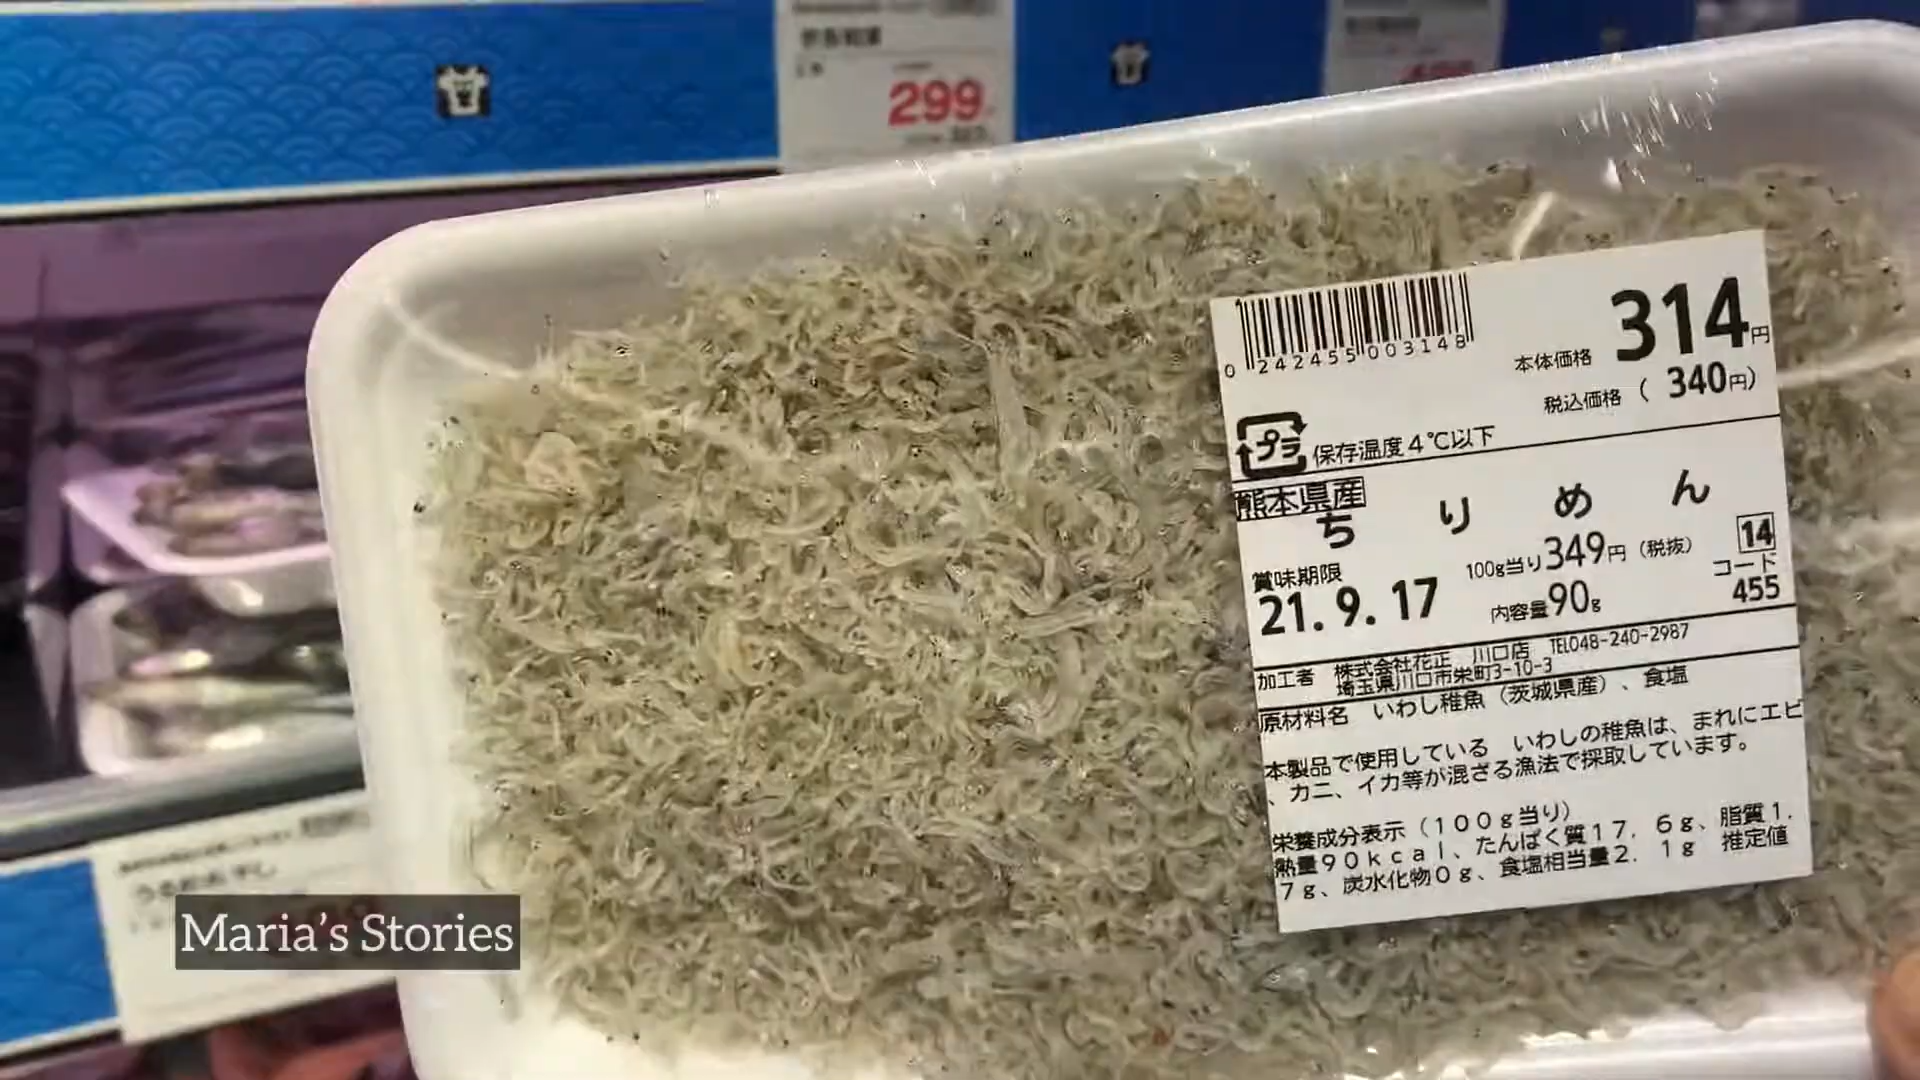 299
0 242455 003148
本体価格 314円
税込価格 ( 340円)
プラ 保存温度4℃以下
熊本県産
ちりめん
賞味期限 100g当り349円(税抜) 14
21.9.17 内容量90g コード
455
加工者 株式会社花正 川口店 TEL048-240-2987
埼玉県川口市栄町3-10-3
原材料名 いわし稚魚(茨城県産)、食塩
本製品で使用している いわしの稚魚は、まれにエビ
、カニ、イカ等が混ざる漁法で採取しています。
栄養成分表示(100g当り)
熱量90kcal、たんぱく質17.6g、脂質1.
7g、炭水化物0g、食塩相当量2.1g 推定値
Maria's Stories